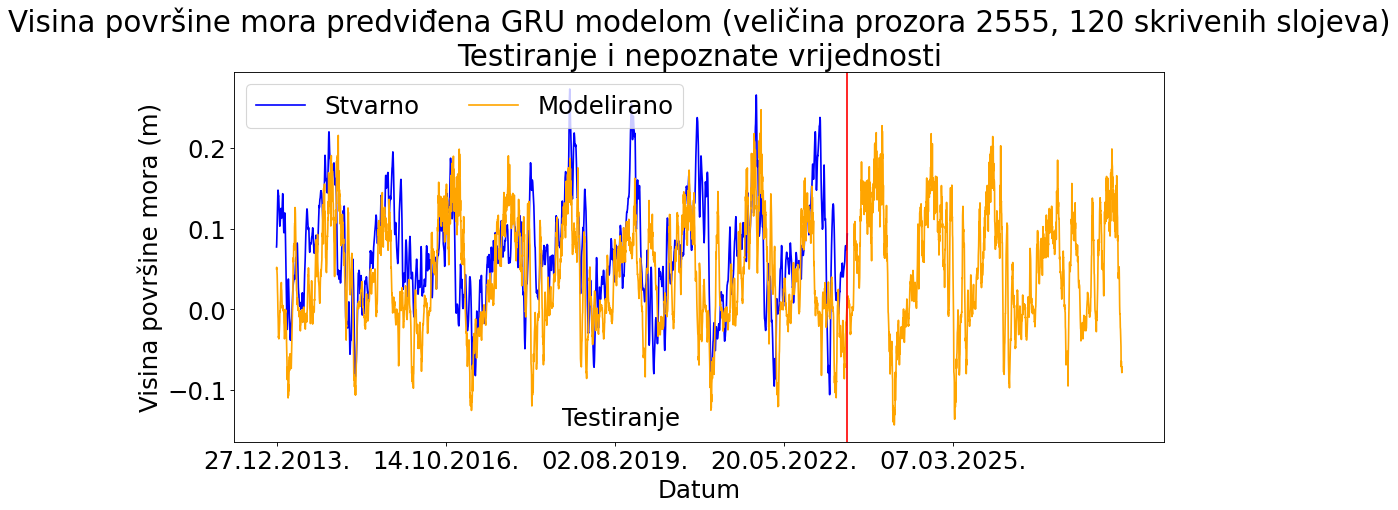 Visina površine mora predviđena GRU modelom (veličina prozora 2555, 120 skrivenih slojeva)
Testiranje i nepoznate vrijednosti
Stvarno
Modelirano
Visina površine mora (m)
0.2
0.1
0.0
−0.1
Testiranje
27.12.2013.
14.10.2016.
02.08.2019.
20.05.2022.
07.03.2025.
Datum